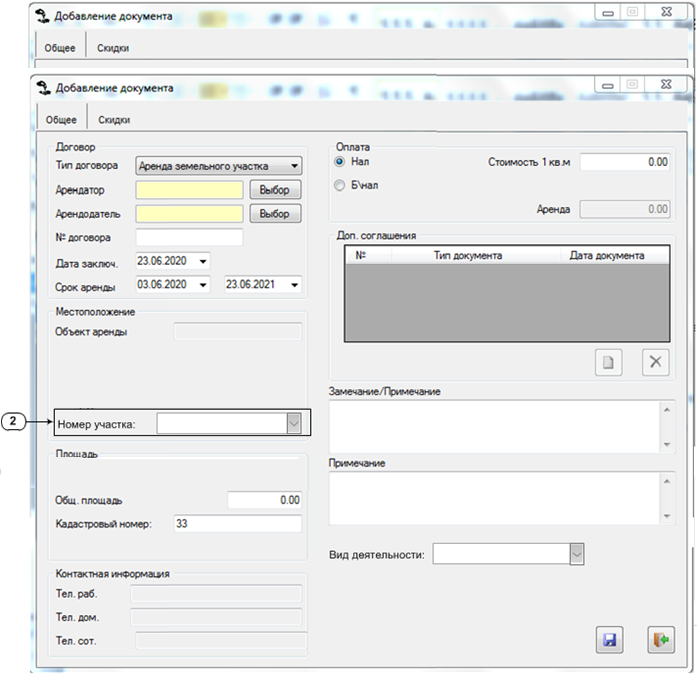 Добавление документа
Общее Скидки
Добавление документа
Общее Скидки
Договор
Тип договора Аренда земельного участка
Арендатор Выбор
Арендодатель Выбор
№ договора
Дата заключ. 23.06.2020
Срок аренды 03.06.2020 23.06.2021
Местоположение
Объект аренды
2
Номер участка:
Площадь
Общ. площадь 0.00
Кадастровый номер: 33
Контактная информация
Тел. раб.
Тел. дом.
Тел. сот.
Оплата
Нал Стоимость 1 кв.м 0.00
Б\нал
Аренда 0.00
Доп. соглашения
№ Тип документа Дата документа
Замечание/Примечание
Примечание
Вид деятельности: